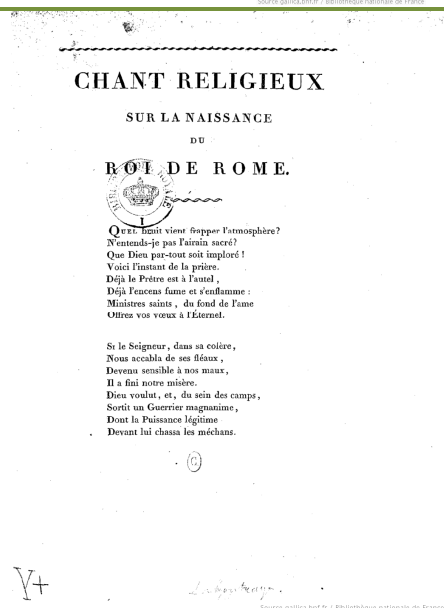 Source gallica.bnf.fr / Bibliothèque nationale de France
CHANT RELIGIEUX
SUR LA NAISSANCE
DU
ROI DE ROME.
I
QUEL bruit vient frapper l'atmosphère?
N'entends-je pas l'airain sacré?
Que Dieu par-tout soit imploré !
Voici l'instant de la prière.
Déjà le Prêtre est à l'autel,
Déjà l'encens fume et s'enflamme :
Ministres saints, du fond de l'ame
Offrez vos vœux à l'Éternel.
SI le Seigneur, dans sa colère,
Nous accabla de ses fléaux,
Devenu sensible à nos maux,
Il a fini notre misère.
Dieu voulut, et, du sein des camps,
Sortit un Guerrier magnanime,
Dont la Puissance légitime
Devant lui chassa les méchans.
Y+
Source gallica.bnf.fr / Bibliothèque nationale de France